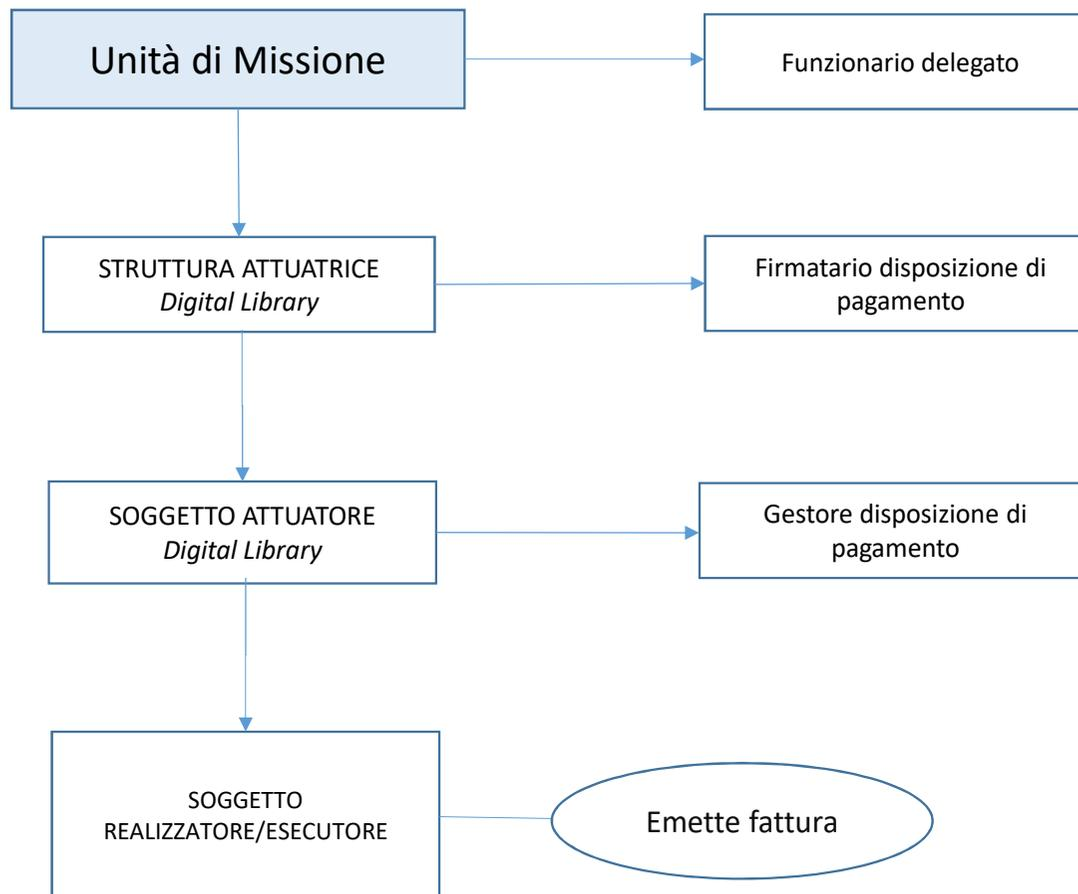 Unità di Missione
Funzionario delegato
STRUTTURA ATTUATRICE
Digital Library
Firmatario disposizione di
pagamento
SOGGETTO ATTUATORE
Digital Library
Gestore disposizione di
pagamento
SOGGETTO
REALIZZATORE/ESECUTORE
Emette fattura